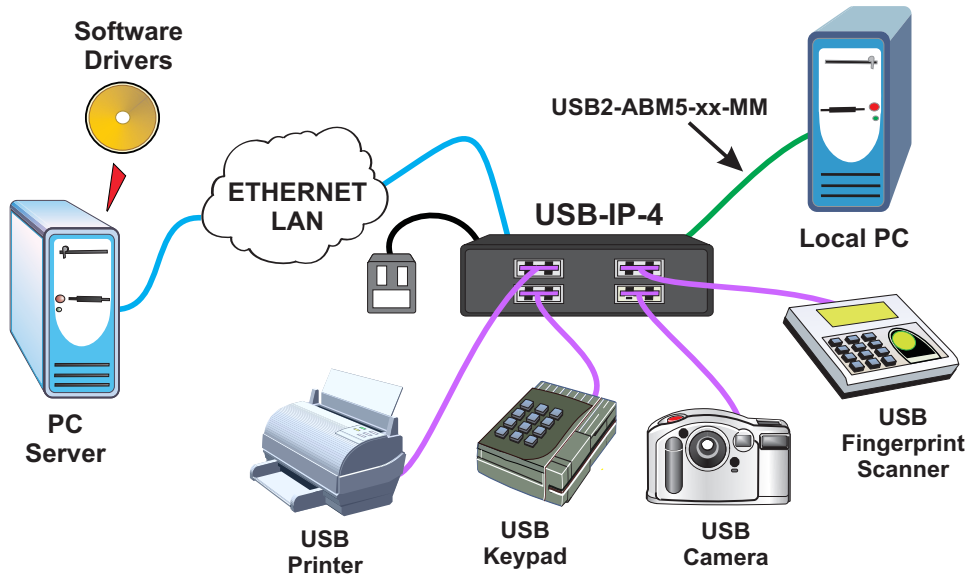 Software
Drivers
USB2-ABM5-xx-MM
ETHERNET
LAN
USB-IP-4
Local PC
PC
Server
USB
Printer
USB
Keypad
USB
Camera
USB
Fingerprint
Scanner